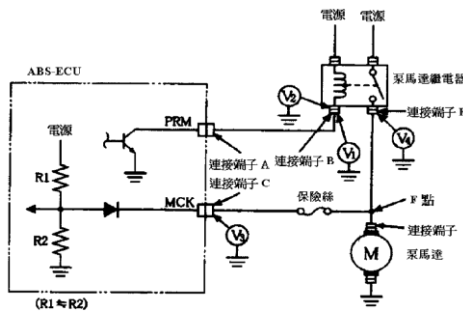 電源 電源
ABS-ECU
泵馬達繼電器
V2
PRM
連接端子 E
V1
V4
電源
連接端子 A
連接端子 B
連接端子 C
R1
保險絲
MCK
F 點
連接端子
R2
V3
M
泵馬達
(R1≒R2)